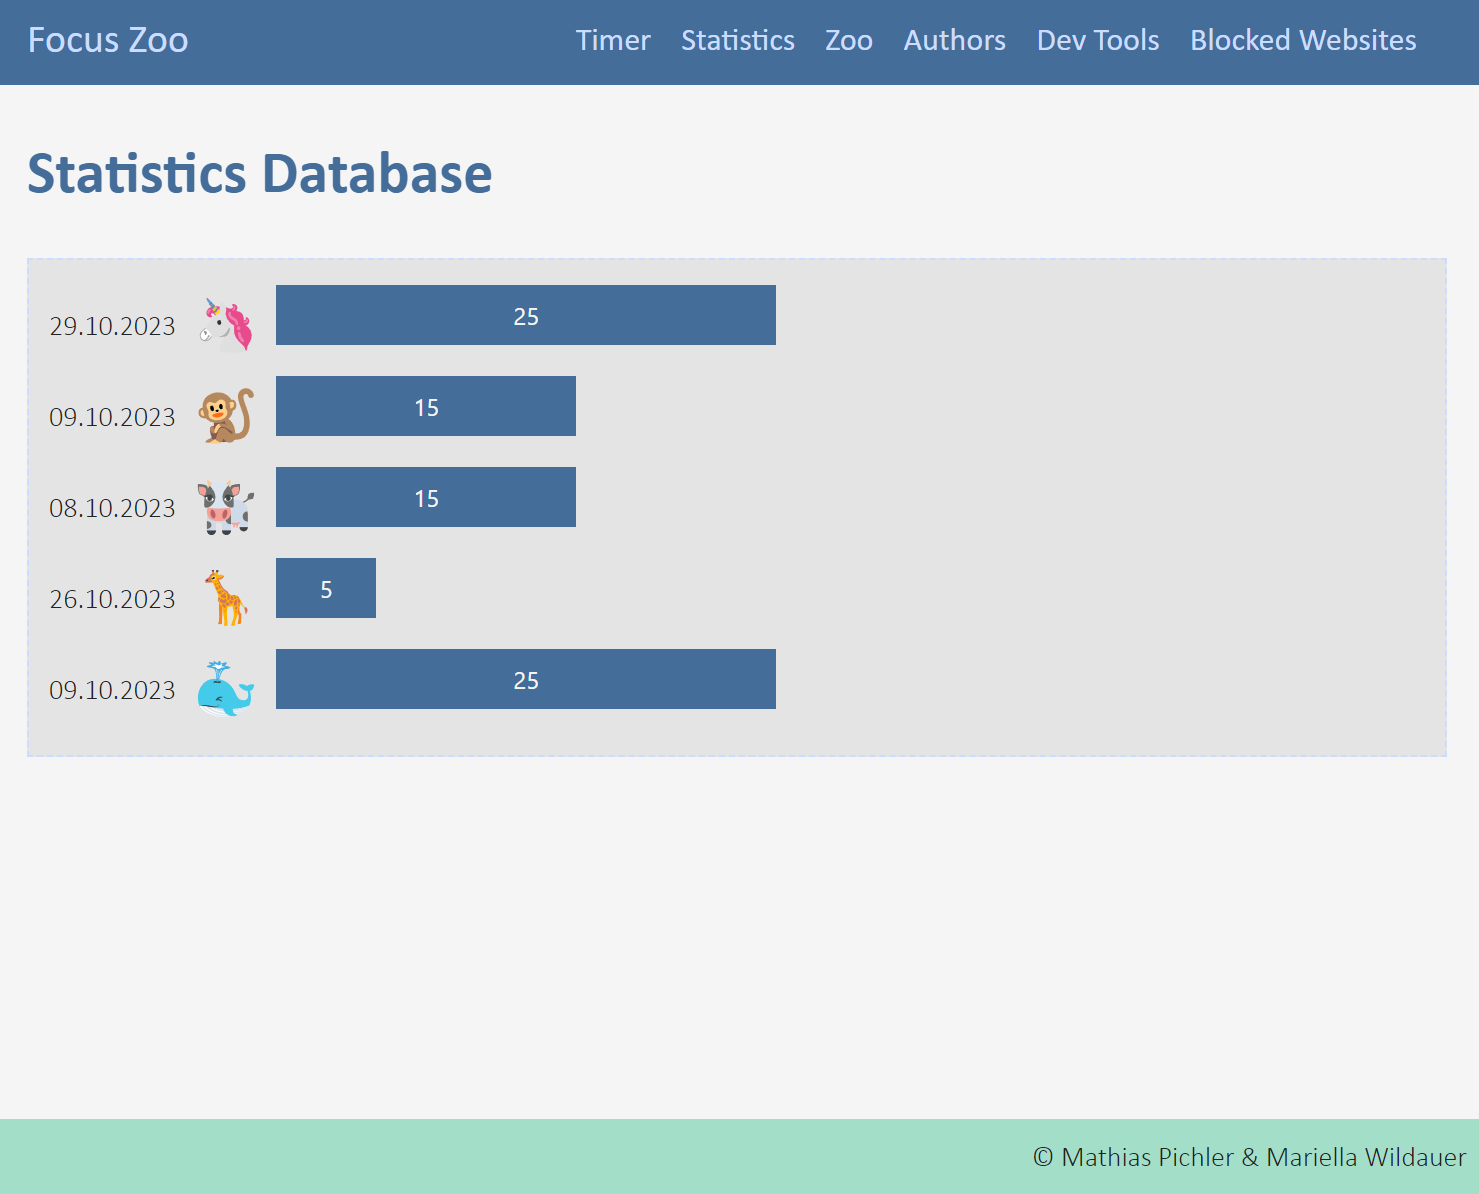 Focus Zoo Timer Statistics Zoo Authors Dev Tools Blocked Websites
Statistics Database
29.10.2023 25
09.10.2023 15
08.10.2023 15
26.10.2023 5
09.10.2023 25
© Mathias Pichler & Mariella Wildauer